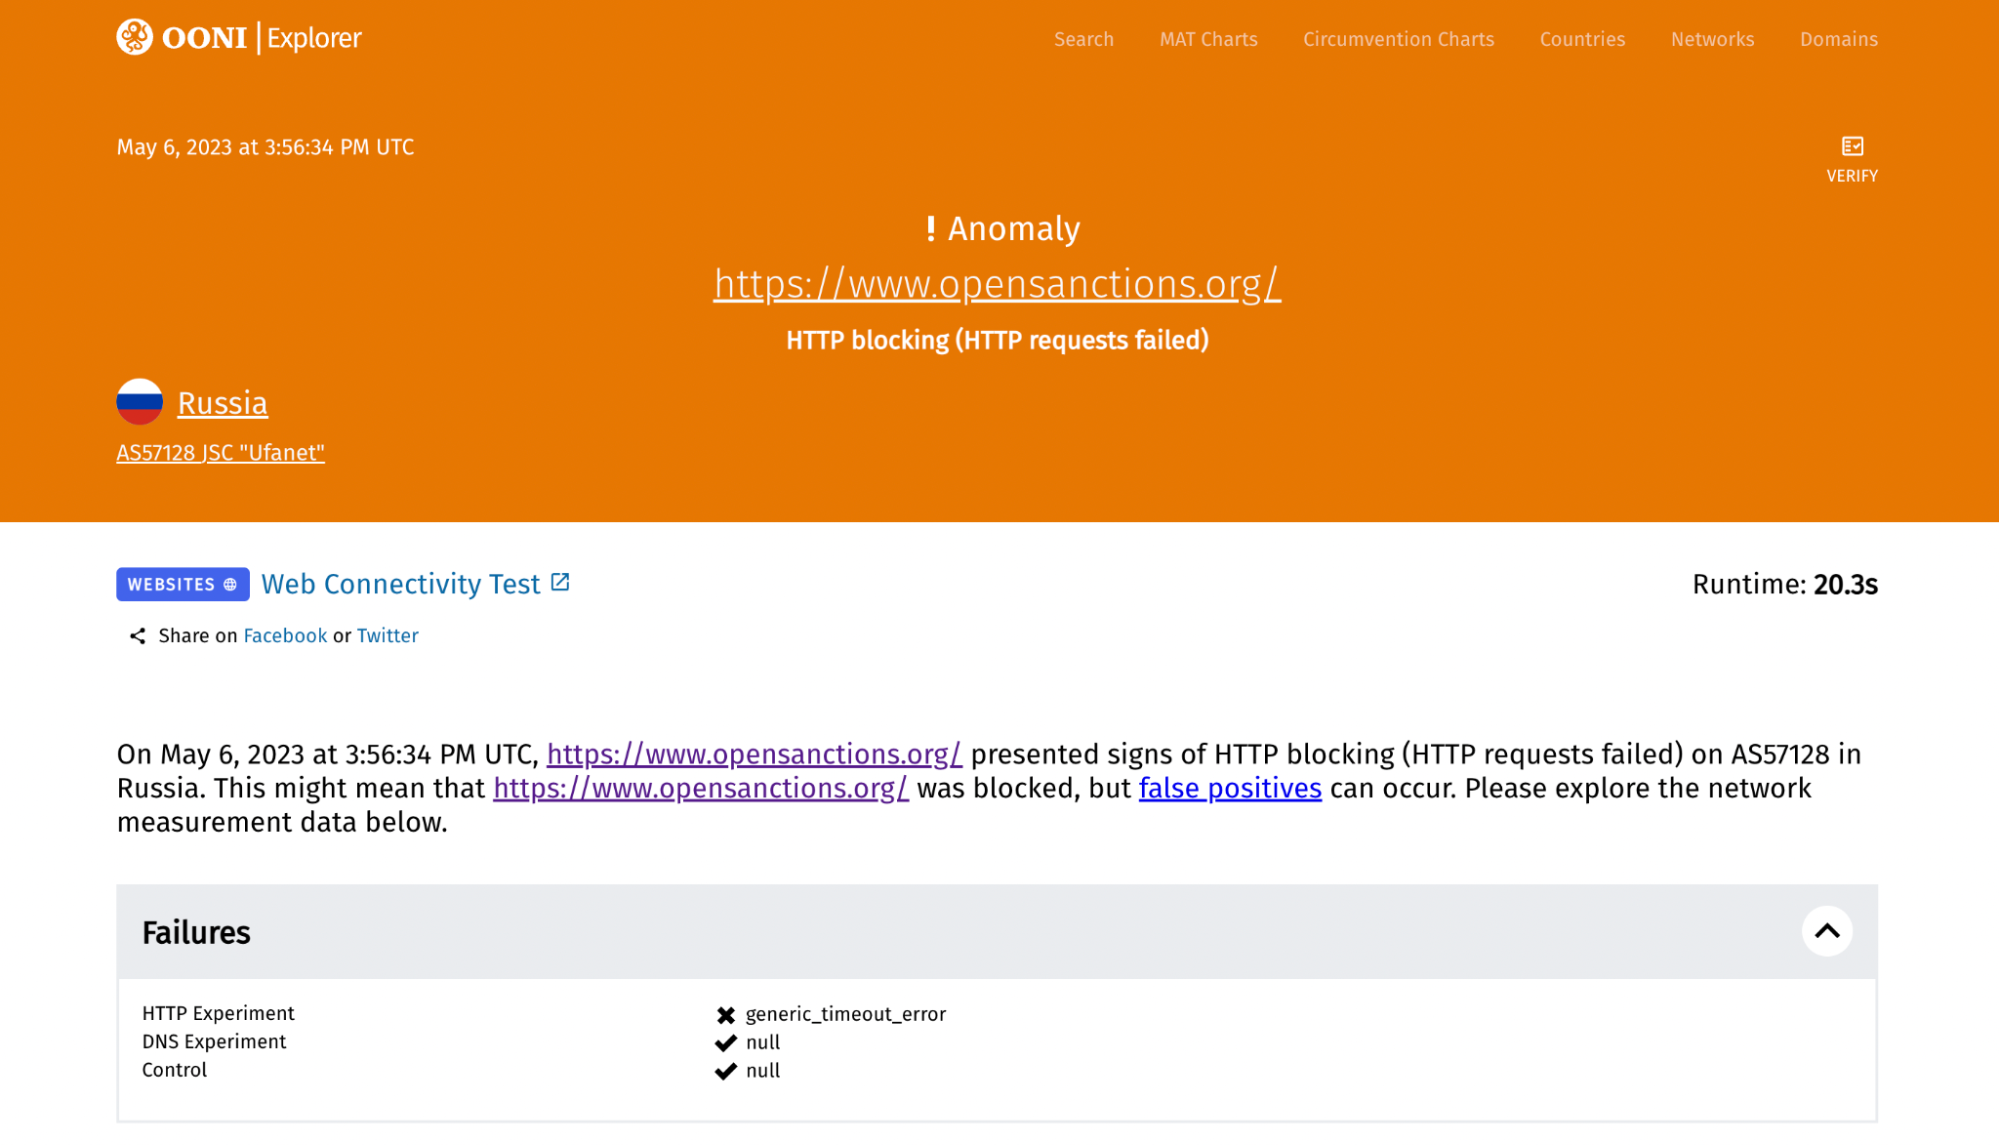 OONI | Explorer
Search MAT Charts Circumvention Charts Countries Networks Domains
May 6, 2023 at 3:56:34 PM UTC
VERIFY
! Anomaly
https://www.opensanctions.org/
HTTP blocking (HTTP requests failed)
Russia
AS57128 JSC "Ufanet"
WEBSITES Web Connectivity Test
Runtime: 20.3s
Share on Facebook or Twitter
On May 6, 2023 at 3:56:34 PM UTC, https://www.opensanctions.org/ presented signs of HTTP blocking (HTTP requests failed) on AS57128 in
Russia. This might mean that https://www.opensanctions.org/ was blocked, but false positives can occur. Please explore the network
measurement data below.
Failures
HTTP Experiment generic_timeout_error
DNS Experiment null
Control null